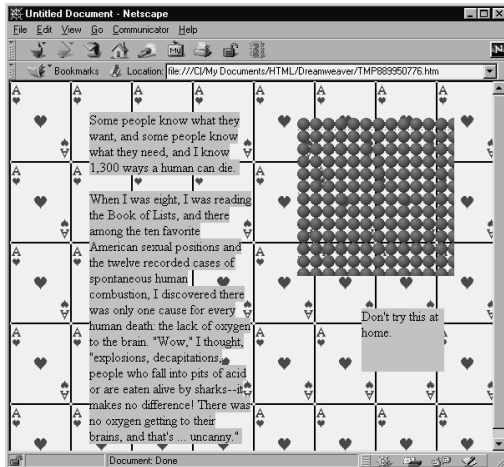 Untitled Document - Netscape
File Edit View Go Communicator Help
My
N
Bookmarks Location: file:///C|/My Documents/HTML/Dreamweaver/TMP889950776.htm
Some people know what they
want, and some people know
what they need, and I know
1,300 ways a human can die.
When I was eight, I was reading
the Book of Lists, and there
among the ten favorite
American sexual positions and
the twelve recorded cases of
spontaneous human
combustion, I discovered there
was only one cause for every
human death: the lack of oxygen
to the brain. "Wow," I thought,
"explosions, decapitations,
people who fall into pits of acid
or are eaten alive by sharks--it
makes no difference! There was
no oxygen getting to their
brains, and that's ... uncanny."
Don't try this at
home.
Document: Done